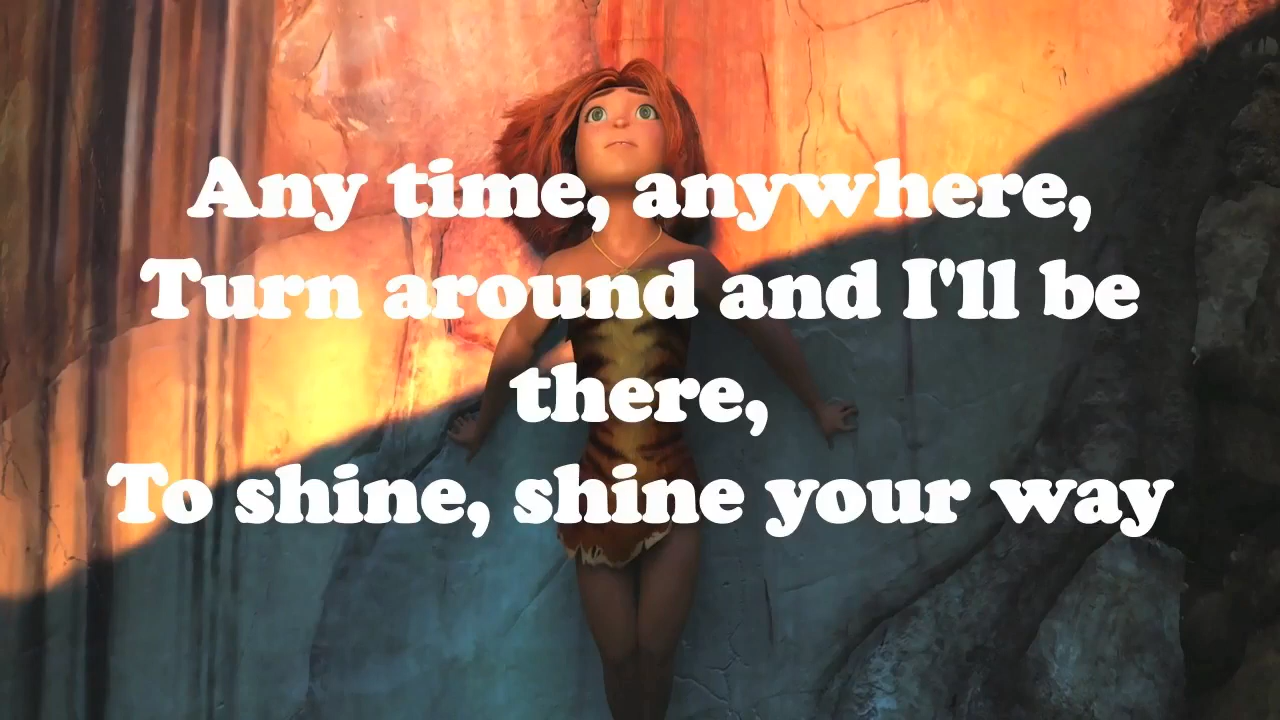 Any time, anywhere,
Turn around and I'll be
there,
To shine, shine your way